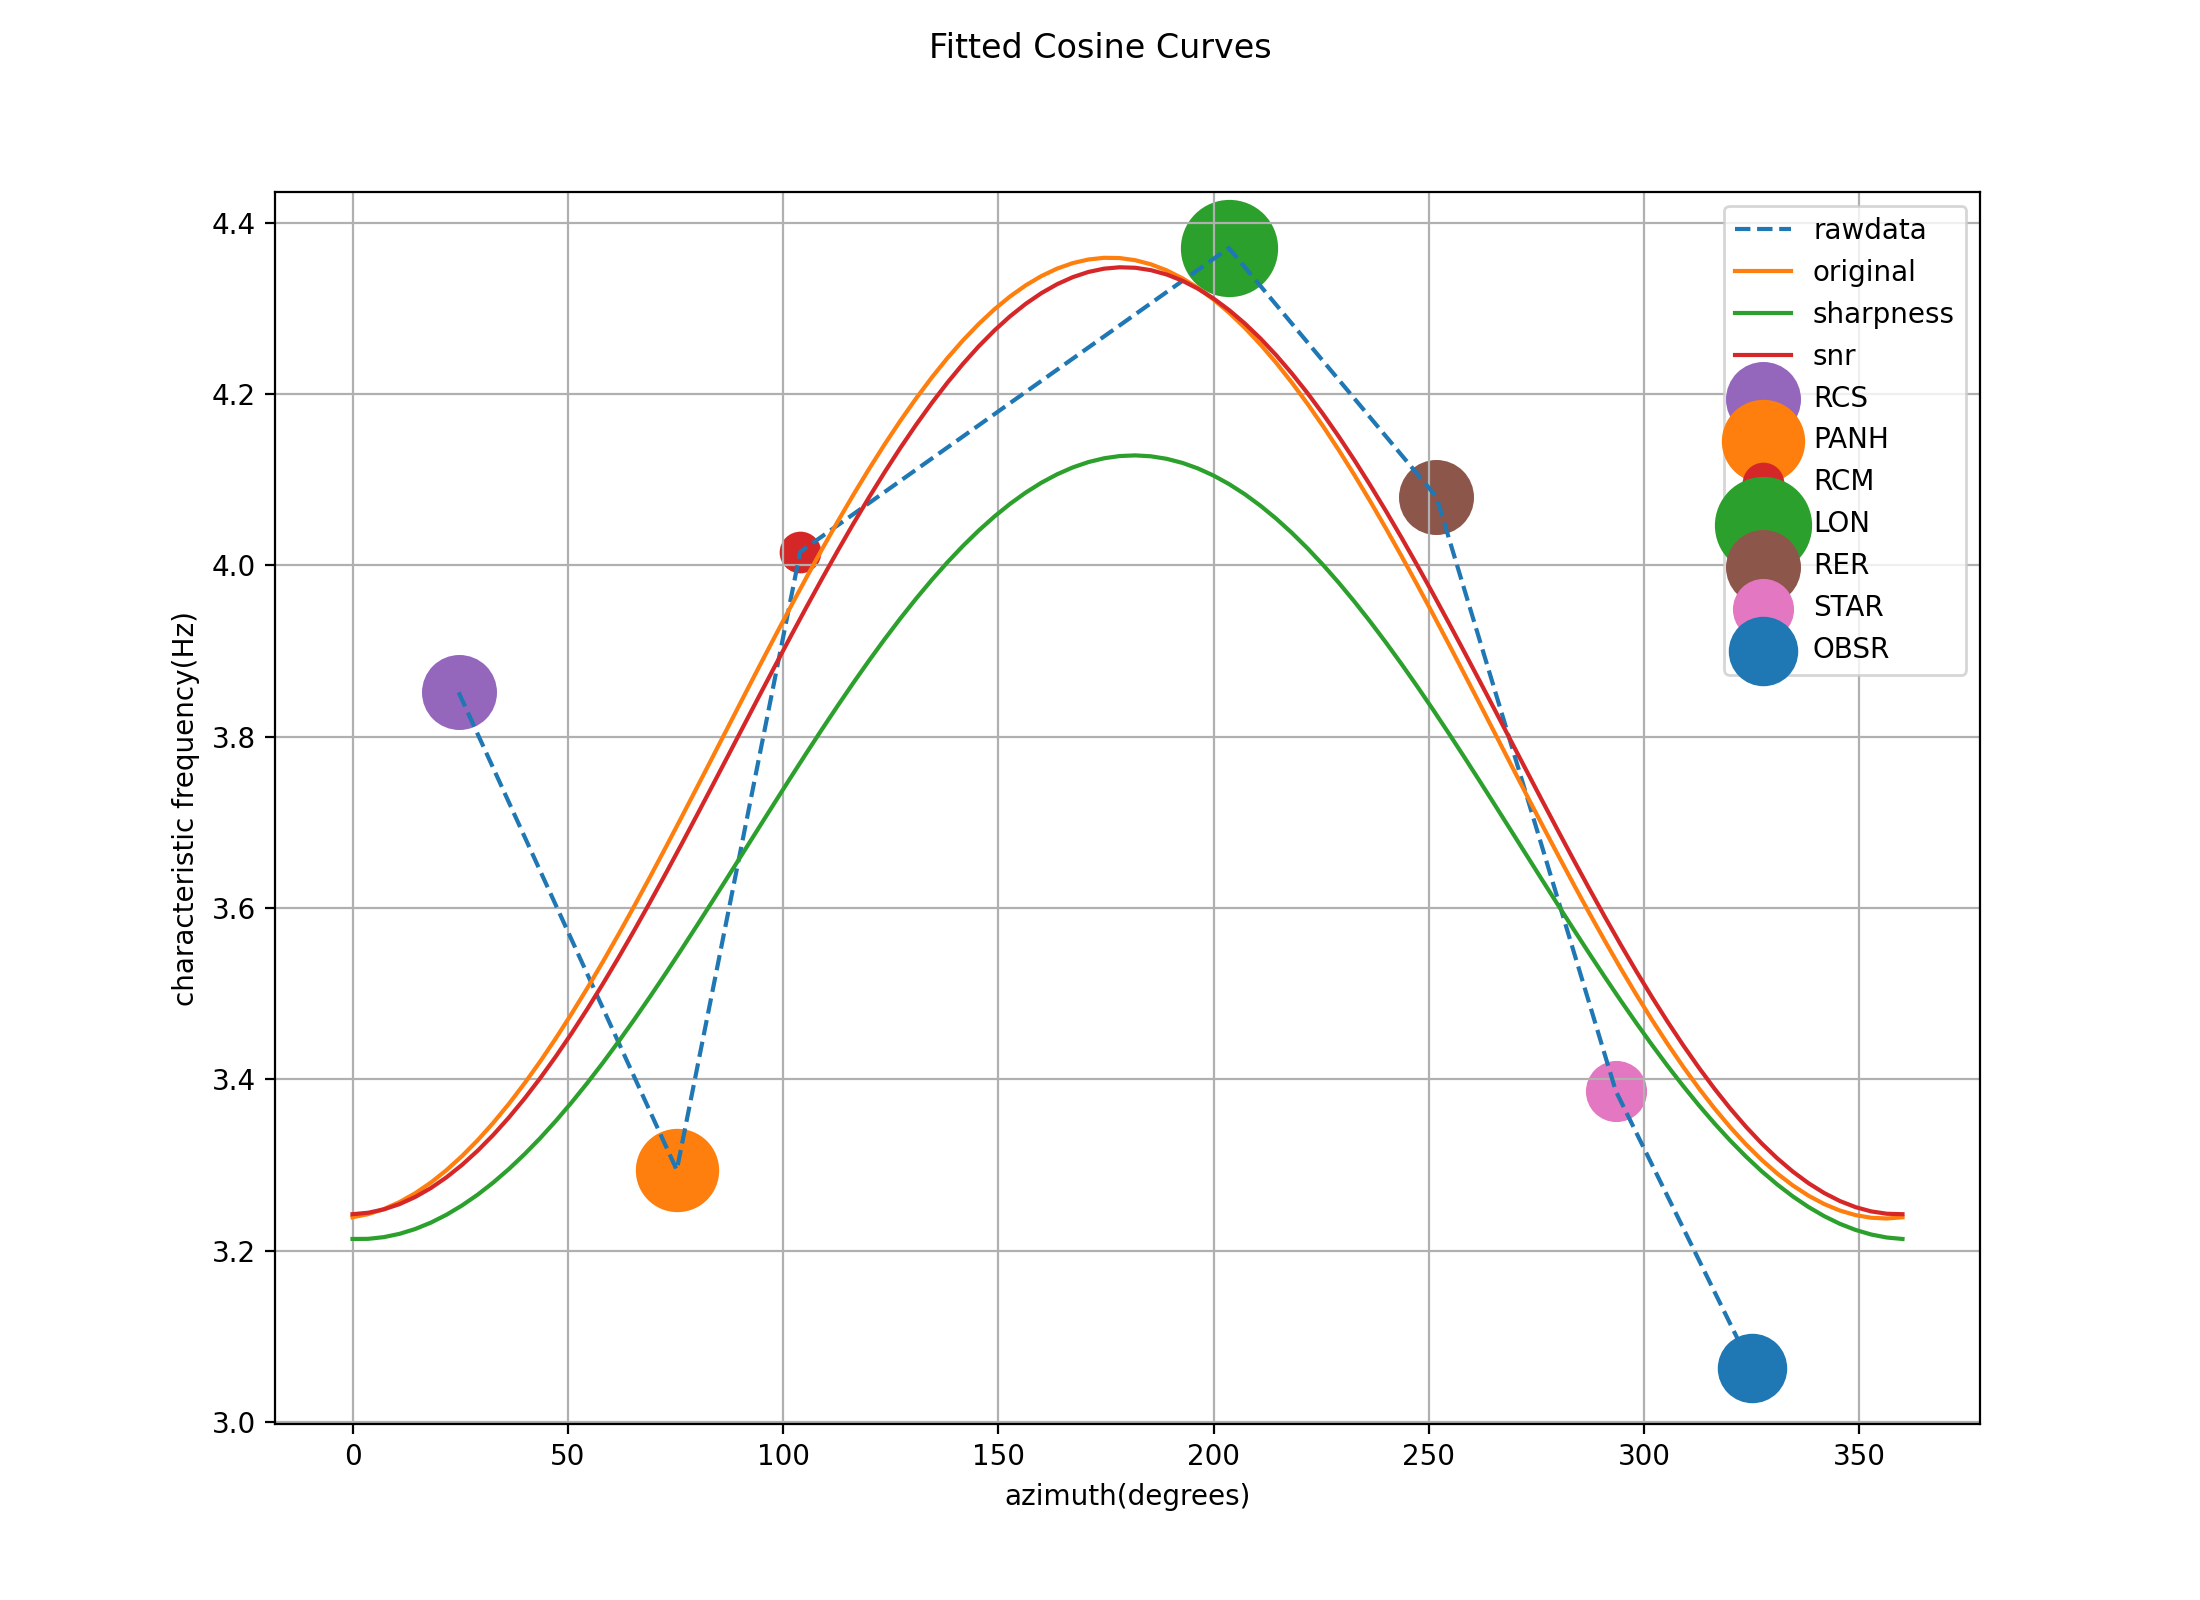 Fitted Cosine Curves
4.4
4.2
4.0
3.8
3.6
3.4
3.2
3.0
characteristic frequency(Hz)
rawdata
original
sharpness
snr
RCS
PANH
RCM
LON
RER
STAR
OBSR
0 50 100 150 200 250 300 350
azimuth(degrees)